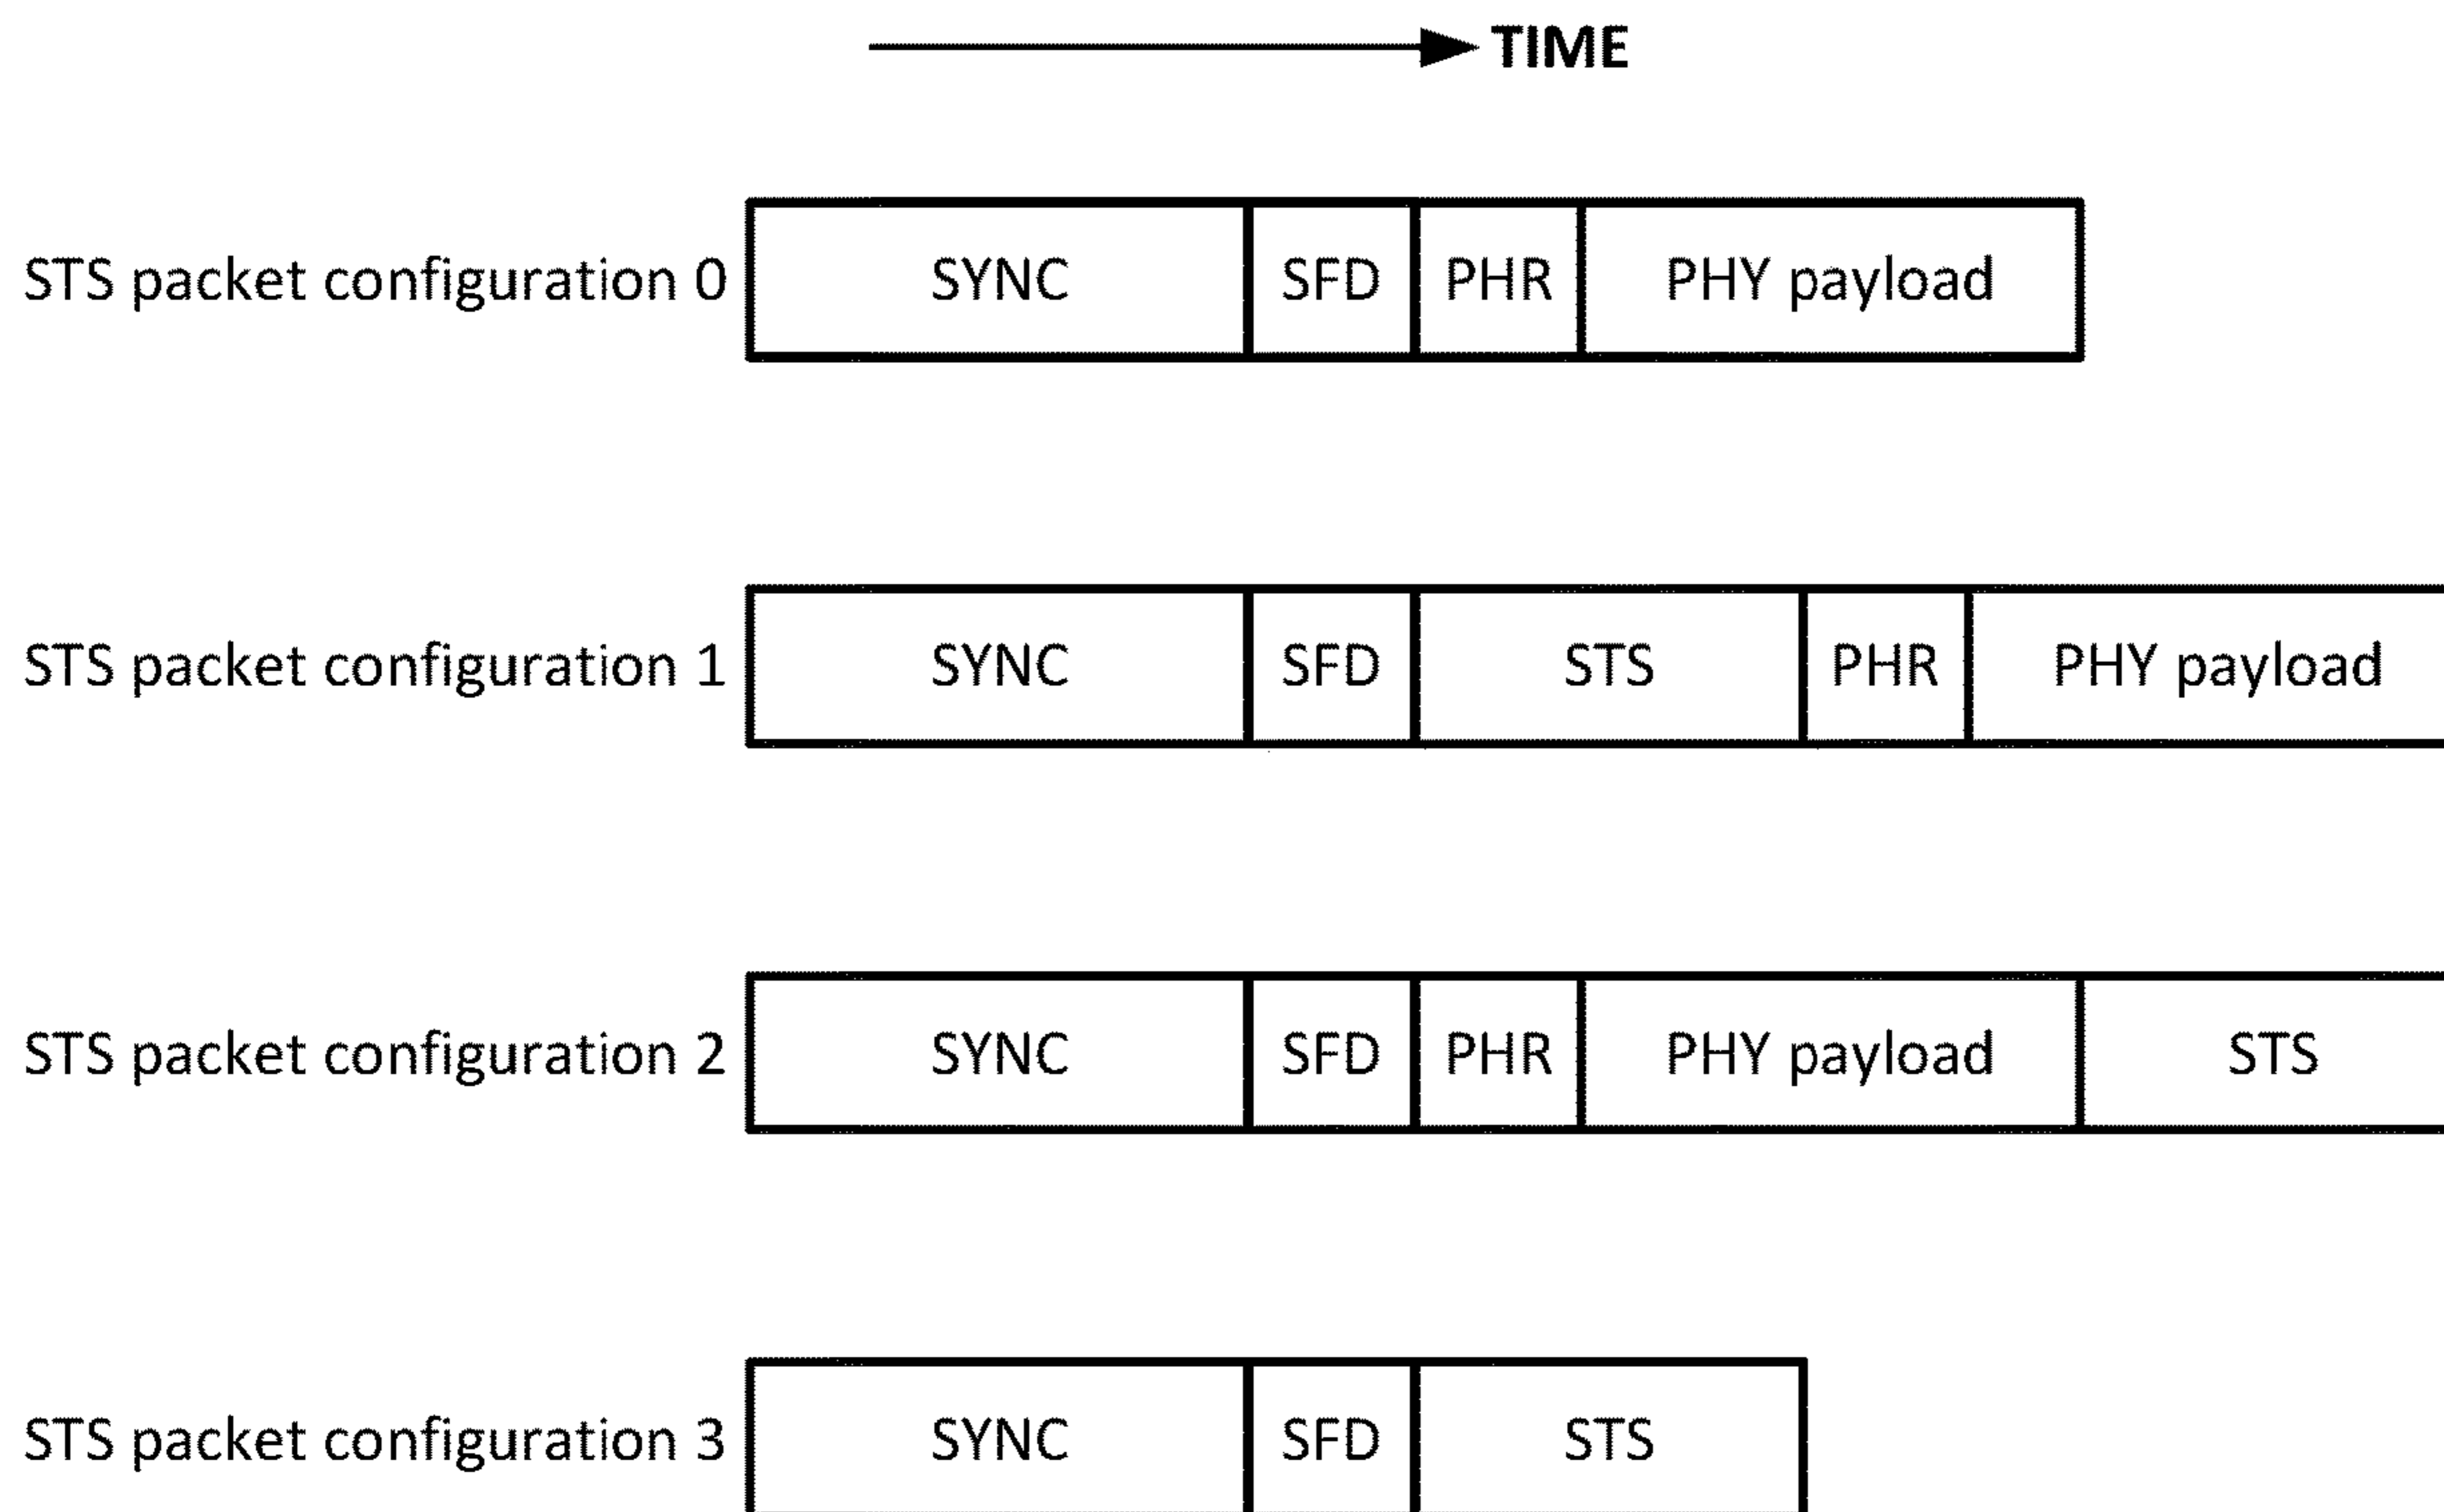 TIME
STS packet configuration 0 SYNC SFD PHR PHY payload
STS packet configuration 1 SYNC SFD STS PHR PHY payload
STS packet configuration 2 SYNC SFD PHR PHY payload STS
STS packet configuration 3 SYNC SFD STS